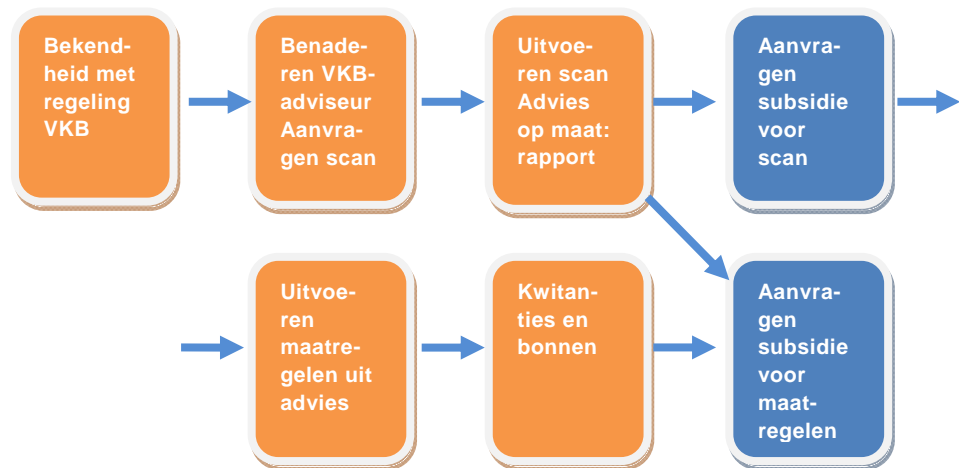 Bekend-
heid met
regeling
VKB
Benade-
ren VKB-
adviseur
Aanvra-
gen scan
Uitvoe-
ren scan
Advies
op maat:
rapport
Aanvra-
gen
subsidie
voor
scan
Uitvoe-
ren
maatre-
gelen uit
advies
Kwitan-
ties en
bonnen
Aanvra-
gen
subsidie
voor
maat-
regelen